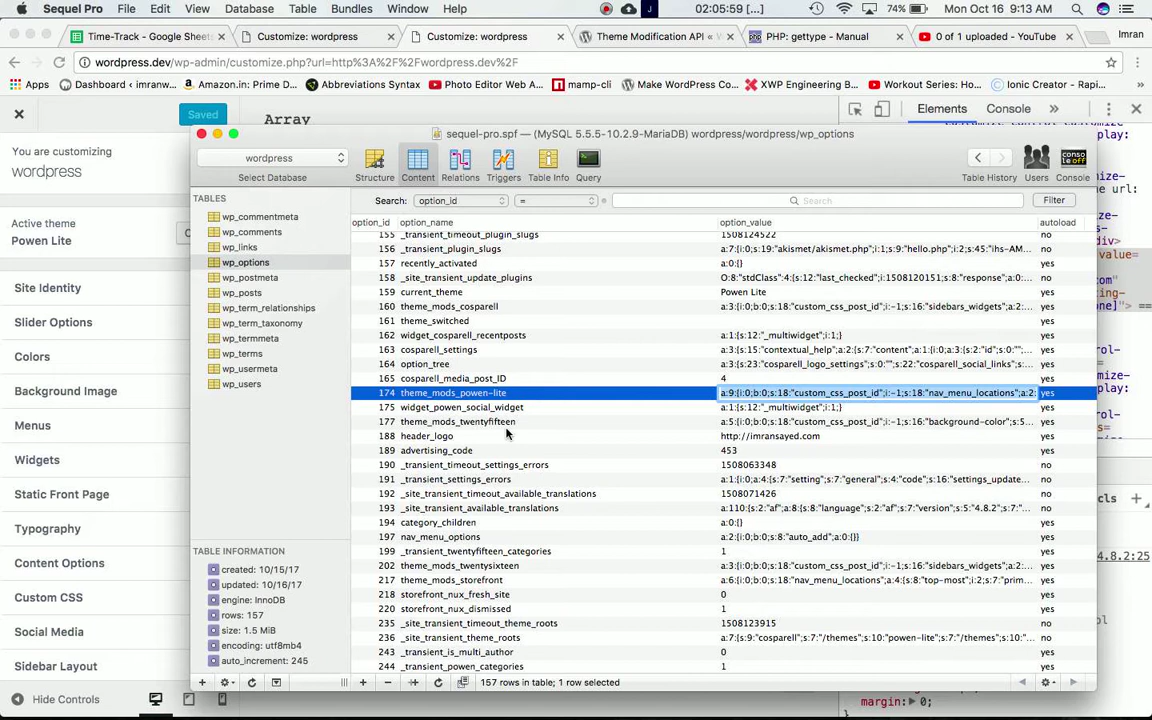 Sequel Pro File Edit View Database Table Bundles Window Help 02:05:59 [...] 74% Mon Oct 16 9:13 AM
Time-Track - Google Sheets Customize: wordpress Customize: wordpress Theme Modification API « W PHP: gettype - Manual 0 of 1 uploaded - YouTube Imran
wordpress.dev/wp-admin/customize.php?url=http%3A%2F%2Fwordpress.dev%2F
Apps Dashboard ‹ imranw... Amazon.in: Prime D... Abbreviations Syntax Photo Editor Online mamp-cli Make WordPress Co... XWP Engineering B... Workout Series: How... Ionic Creator - Rap...
Saved
Array
Elements Console
sequel-pro.spf — (MySQL 5.5.5-10.2.9-MariaDB) wordpress/wordpress/wp_options
You are customizing
wordpress
wordpress
Select Database
Structure Content Relations Triggers Table Info Query Table History Users Console
Active theme
Powen Lite
TABLES
wp_commentmeta
wp_comments
wp_links
wp_options
wp_postmeta
wp_posts
wp_term_relationships
wp_term_taxonomy
wp_termmeta
wp_terms
wp_usermeta
wp_users
Search: option_id = Search Filter
option_id option_name option_value autoload
155 _transient_timeout_plugin_slugs 1508124522 no
156 _transient_plugin_slugs a:7:{i:0;s:19:"akismet/akismet.php";i:1;s:9:"hello.php";i:2;s:45:"ihs-AM... no
157 recently_activated a:0:{} yes
158 _site_transient_update_plugins O:8:"stdClass":4:{s:12:"last_checked";i:1508120151;s:8:"response";a:0:... no
159 current_theme Powen Lite yes
160 theme_mods_cosparell a:3:{i:0;b:0;s:18:"custom_css_post_id";i:-1;s:16:"sidebars_widgets";a:2:... yes
161 theme_switched yes
162 widget_cosparell_recentposts a:1:{s:12:"_multiwidget";i:1;} yes
163 cosparell_settings a:3:{s:15:"contextual_help";a:2:{s:7:"content";a:1:{i:0;a:3:{s:2:"id";s:0:"";... yes
164 option_tree a:3:{s:23:"cosparell_logo_settings";s:0:"";s:22:"cosparell_social_links";s:... yes
165 cosparell_media_post_ID 4 yes
174 theme_mods_powen-lite a:9:{i:0;b:0;s:18:"custom_css_post_id";i:-1;s:18:"nav_menu_locations";a:2: yes
175 widget_powen_social_widget a:1:{s:12:"_multiwidget";i:1;} yes
177 theme_mods_twentyfifteen a:5:{i:0;b:0;s:18:"custom_css_post_id";i:-1;s:16:"background-color";s:5... yes
188 header_logo http://imransayed.com yes
189 advertising_code 453 yes
190 _transient_timeout_settings_errors 1508063348 no
191 _transient_settings_errors a:1:{i:0;a:4:{s:7:"setting";s:7:"general";s:4:"code";s:16:"settings_update... no
192 _site_transient_timeout_available_translations 1508071426 no
193 _site_transient_available_translations a:110:{s:2:"af";a:8:{s:8:"language";s:2:"af";s:7:"version";s:5:"4.8.2";s:7:... no
194 category_children a:0:{} yes
197 nav_menu_options a:2:{i:0;b:0;s:8:"auto_add";a:0:{}} yes
199 _transient_twentyfifteen_categories 1 yes
202 theme_mods_twentysixteen a:3:{i:0;b:0;s:18:"custom_css_post_id";i:-1;s:16:"sidebars_widgets";a:2:... yes
217 theme_mods_storefront a:6:{i:0;b:0;s:18:"nav_menu_locations";a:4:{s:8:"top-most";i:2;s:7:"prim... yes
218 storefront_nux_fresh_site 0 yes
220 storefront_nux_dismissed 1 yes
235 _site_transient_timeout_theme_roots 1508123915 no
236 _site_transient_theme_roots a:7:{s:9:"cosparell";s:7:"/themes";s:10:"powen-lite";s:7:"/themes";s:10:"... no
243 _transient_is_multi_author 0 yes
244 _transient_powen_categories 1 yes
Site Identity
Slider Options
Colors
Background Image
Menus
Widgets
Static Front Page
Typography
Content Options
Custom CSS
Social Media
Sidebar Layout
Hide Controls
TABLE INFORMATION
created: 10/15/17
updated: 10/16/17
engine: InnoDB
rows: 157
size: 1.5 MiB
encoding: utf8mb4
auto_increment: 245
157 rows in table; 1 row selected
4.8.2:25
margin: 0;